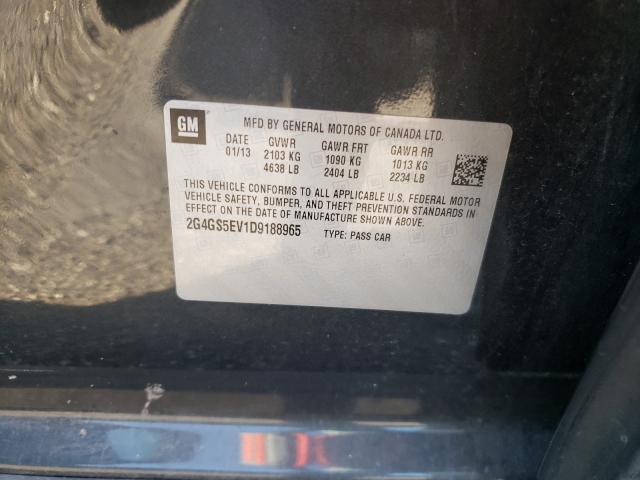 GM MFD BY GENERAL MOTORS OF CANADA LTD.
DATE GVWR GAWR FRT GAWR RR
01/13 2103 KG 1090 KG 1013 KG
4638 LB 2404 LB 2234 LB
THIS VEHICLE CONFORMS TO ALL APPLICABLE U.S. FEDERAL MOTOR
VEHICLE SAFETY, BUMPER, AND THEFT PREVENTION STANDARDS IN
EFFECT ON THE DATE OF MANUFACTURE SHOWN ABOVE.
2G4GS5EV1D9188965 TYPE: PASS CAR